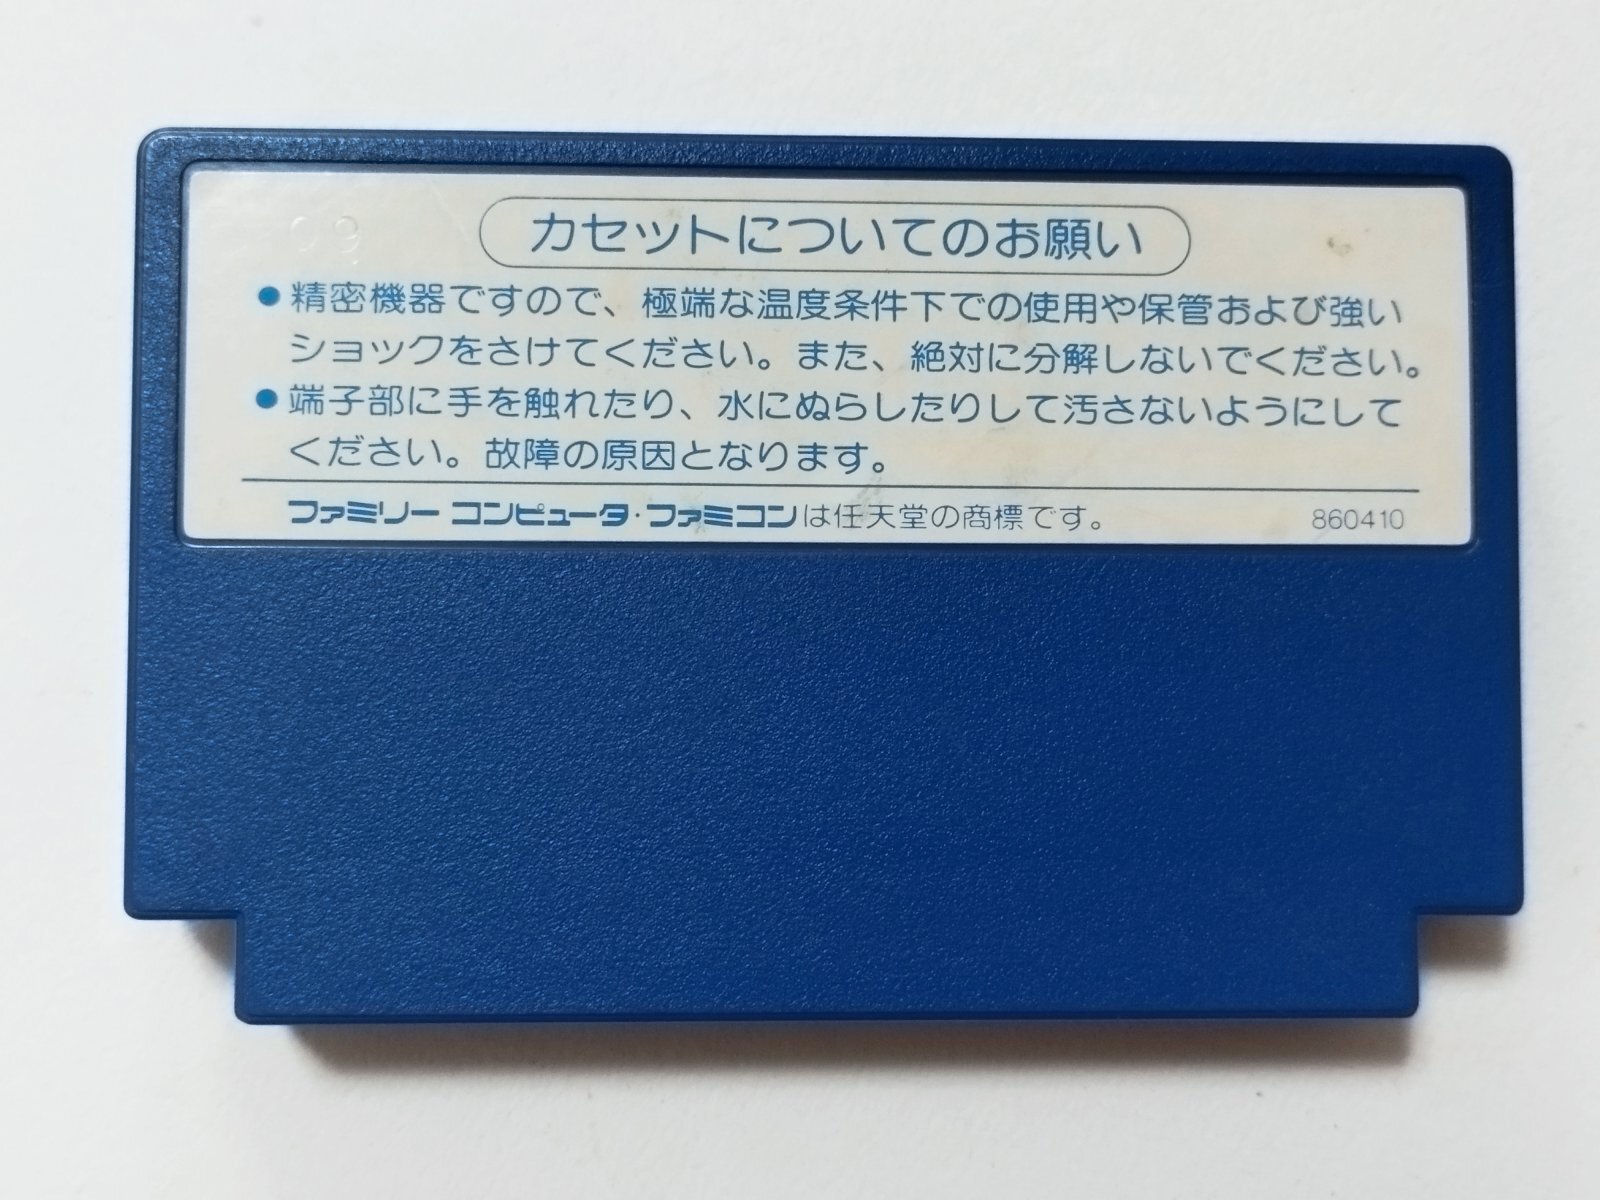 09
カセットについてのお願い
●精密機器ですので、極端な温度条件下での使用や保管および強い
ショックをさけてください。また、絶対に分解しないでください。
●端子部に手を触れたり、水にぬらしたりして汚さないようにして
ください。故障の原因となります。
ファミリー コンピュータ・ファミコンは任天堂の商標です。 860410